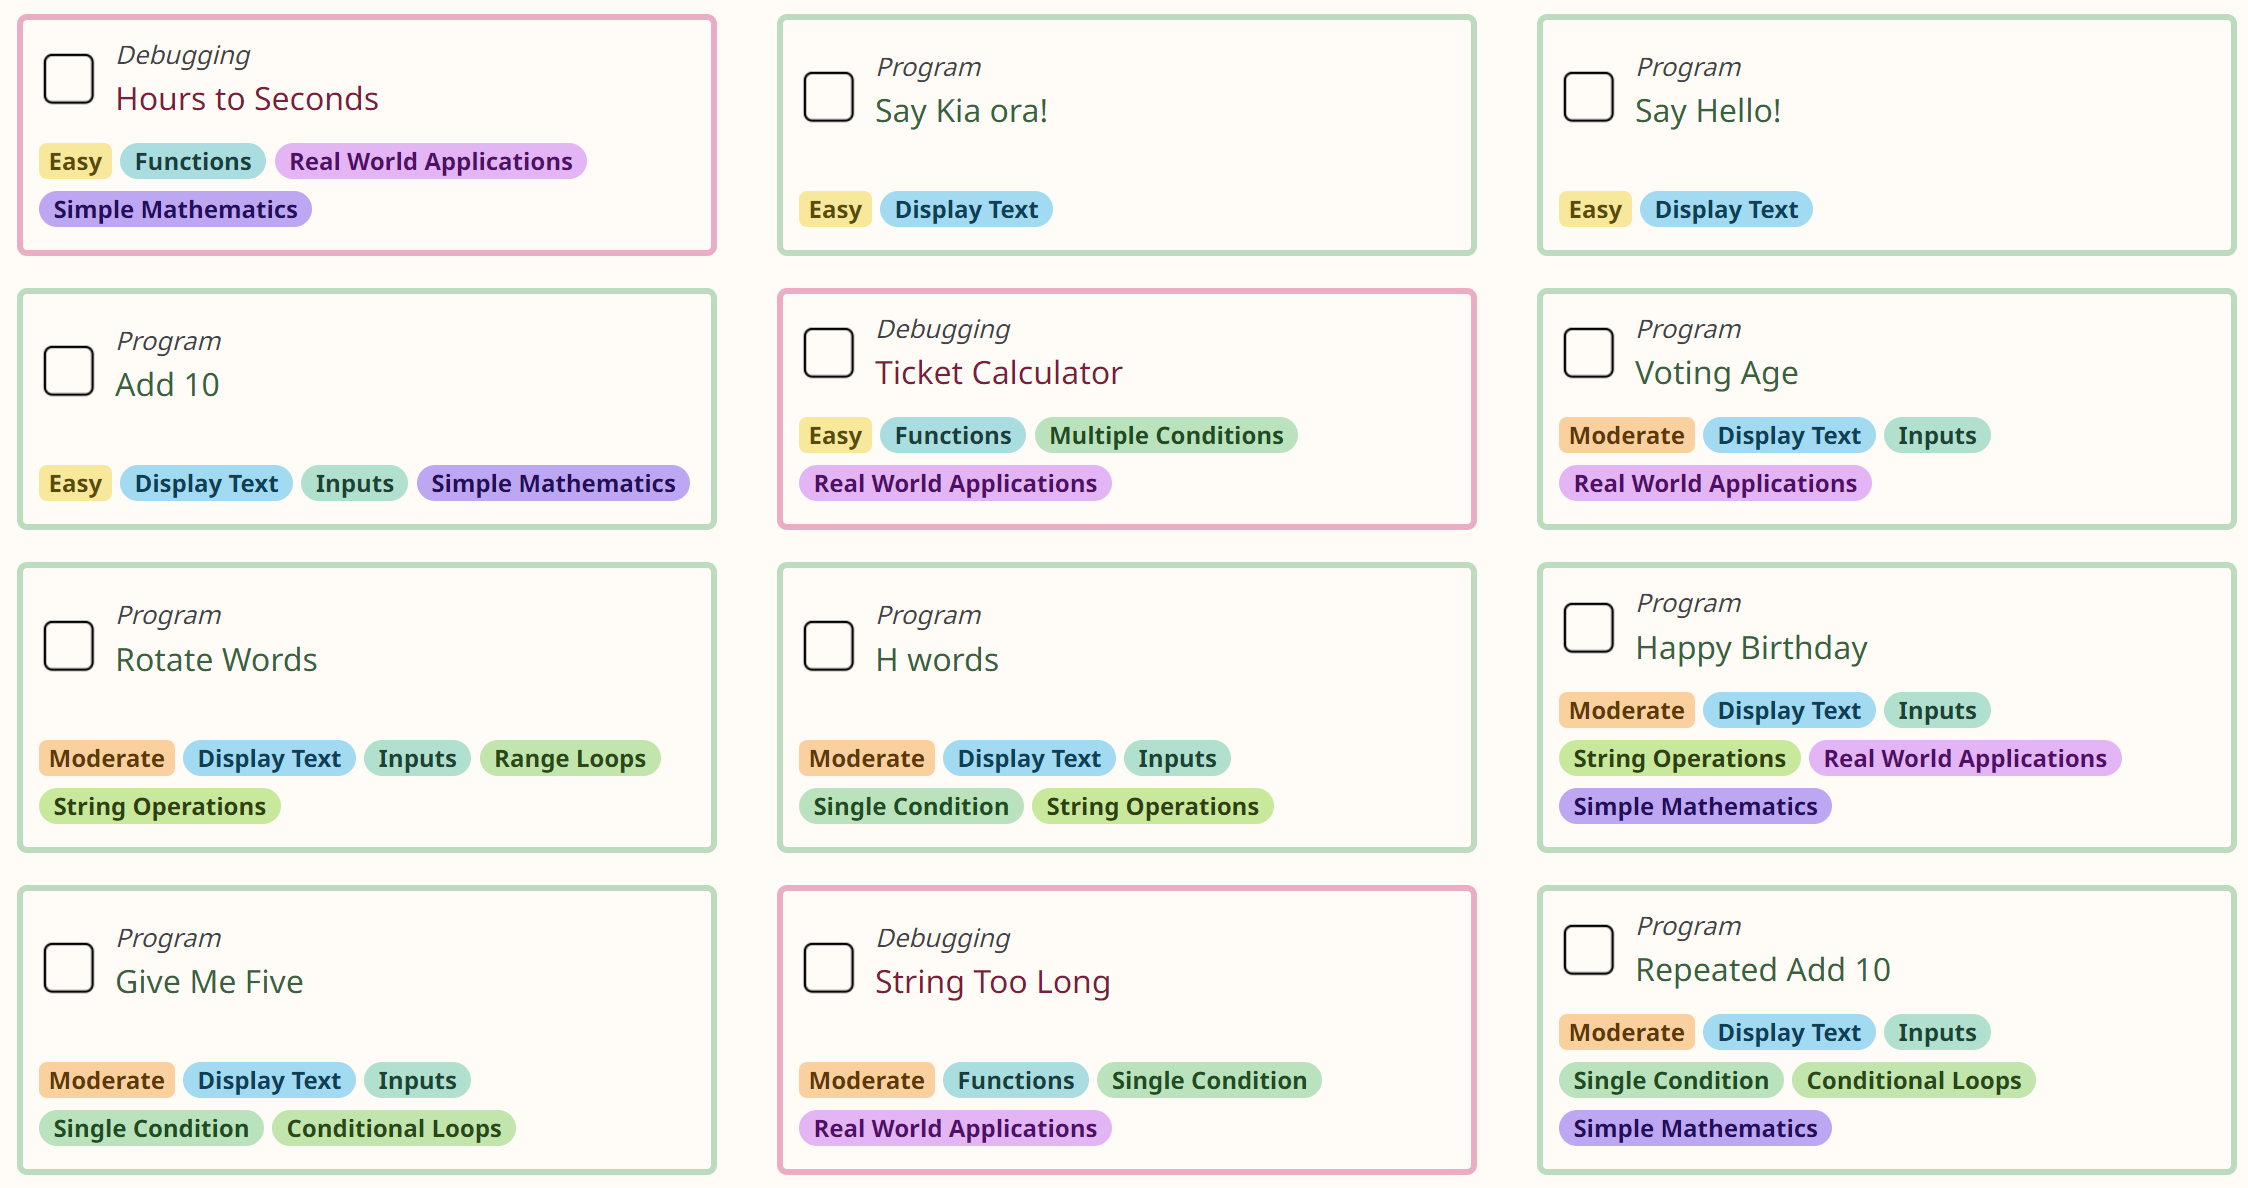 Debugging
Hours to Seconds
Easy Functions Real World Applications
Simple Mathematics
Program
Say Kia ora!
Easy Display Text
Program
Say Hello!
Easy Display Text
Program
Add 10
Easy Display Text Inputs Simple Mathematics
Debugging
Ticket Calculator
Easy Functions Multiple Conditions
Real World Applications
Program
Voting Age
Moderate Display Text Inputs
Real World Applications
Program
Rotate Words
Moderate Display Text Inputs Range Loops
String Operations
Program
H words
Moderate Display Text Inputs
Single Condition String Operations
Program
Happy Birthday
Moderate Display Text Inputs
String Operations Real World Applications
Simple Mathematics
Program
Give Me Five
Moderate Display Text Inputs
Single Condition Conditional Loops
Debugging
String Too Long
Moderate Functions Single Condition
Real World Applications
Program
Repeated Add 10
Moderate Display Text Inputs
Single Condition Conditional Loops
Simple Mathematics